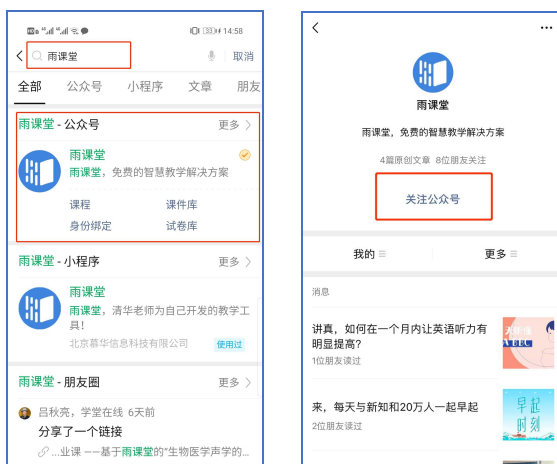 14:58
雨课堂
取消
全部 公众号 小程序 文章 朋友
雨课堂 - 公众号 更多
雨课堂
雨课堂，免费的智慧教学解决方案
课程 课件库
身份绑定 试卷库
雨课堂 - 小程序 更多
雨课堂
雨课堂，清华老师为自己开发的教学工
具!
北京慕华信息科技有限公司 使用过
雨课堂 - 朋友圈 更多
吕秋亮，学堂在线 6天前
分享了一个链接
...业课 ——基于雨课堂的“生物医学声学的...
雨课堂
雨课堂，免费的智慧教学解决方案
4篇原创文章 8位朋友关注
关注公众号
我的 更多
消息
讲真，如何在一个月内让英语听力有
明显提高?
1位朋友读过
来，每天与新知和20万人一起早起
2位朋友读过
早起
时刻